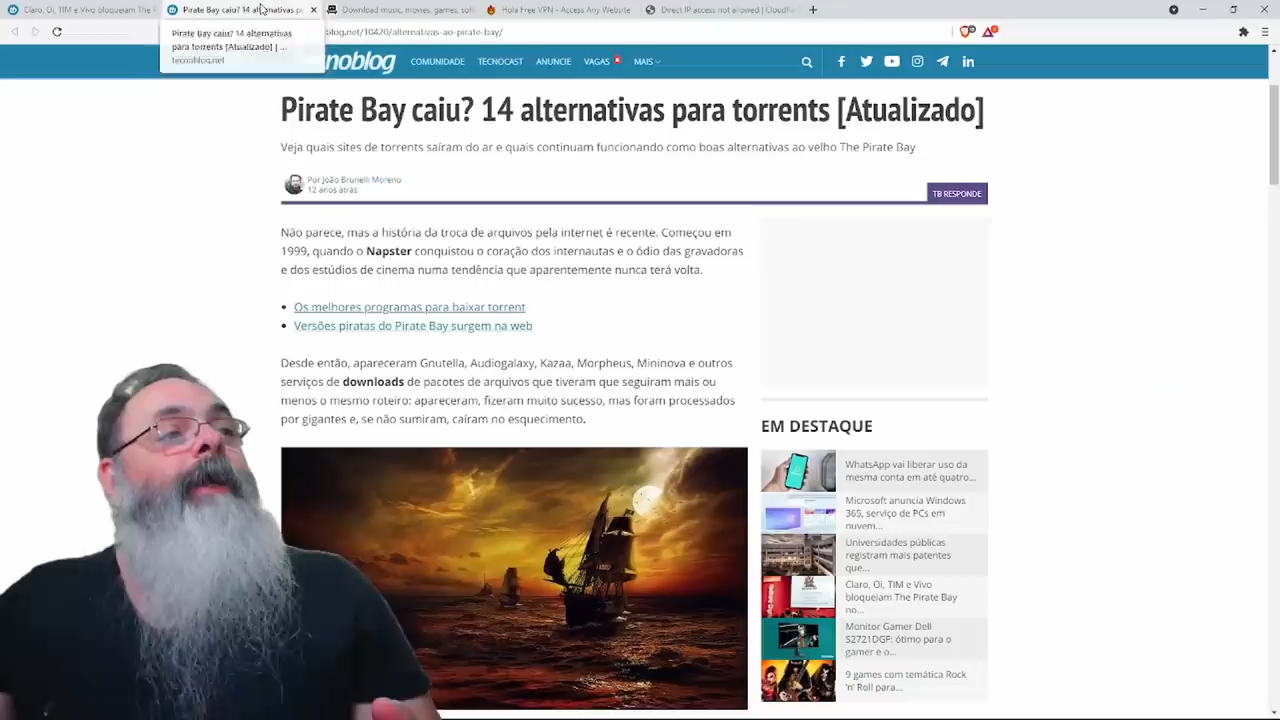 Claro, Oi, TIM e Vivo bloqueiam The
Pirate Bay caiu? 14 alternativas pa
Download music, movies, games, sof
Hola Free VPN - Access Any Website
Direct IP access not allowed | Cloudfl
Pirate Bay caiu? 14 alternativas
para torrents [Atualizado] | ...
tecnoblog.net
blog.net/10420/alternativas-ao-pirate-bay/
noblog
COMUNIDADE TECNOCAST ANUNCIE VAGAS MAIS
Pirate Bay caiu? 14 alternativas para torrents [Atualizado]
Veja quais sites de torrents saíram do ar e quais continuam funcionando como boas alternativas ao velho The Pirate Bay
Por João Brunelli Moreno
12 anos atrás
TB RESPONDE
Não parece, mas a história da troca de arquivos pela internet é recente. Começou em
1999, quando o Napster conquistou o coração dos internautas e o ódio das gravadoras
e dos estúdios de cinema numa tendência que aparentemente nunca terá volta.
Os melhores programas para baixar torrent
Versões piratas do Pirate Bay surgem na web
Desde então, apareceram Gnutella, Audiogalaxy, Kazaa, Morpheus, Mininova e outros
serviços de downloads de pacotes de arquivos que tiveram que seguiram mais ou
menos o mesmo roteiro: apareceram, fizeram muito sucesso, mas foram processados
por gigantes e, se não sumiram, caíram no esquecimento.
EM DESTAQUE
WhatsApp vai liberar uso da
mesma conta em até quatro...
Microsoft anuncia Windows
365, serviço de PCs em
nuvem...
Universidades públicas
registram mais patentes
que...
Claro, Oi, TIM e Vivo
bloqueiam The Pirate Bay
no...
Monitor Gamer Dell
S2721DGF: ótimo para o
gamer e o...
9 games com temática Rock
'n' Roll para...